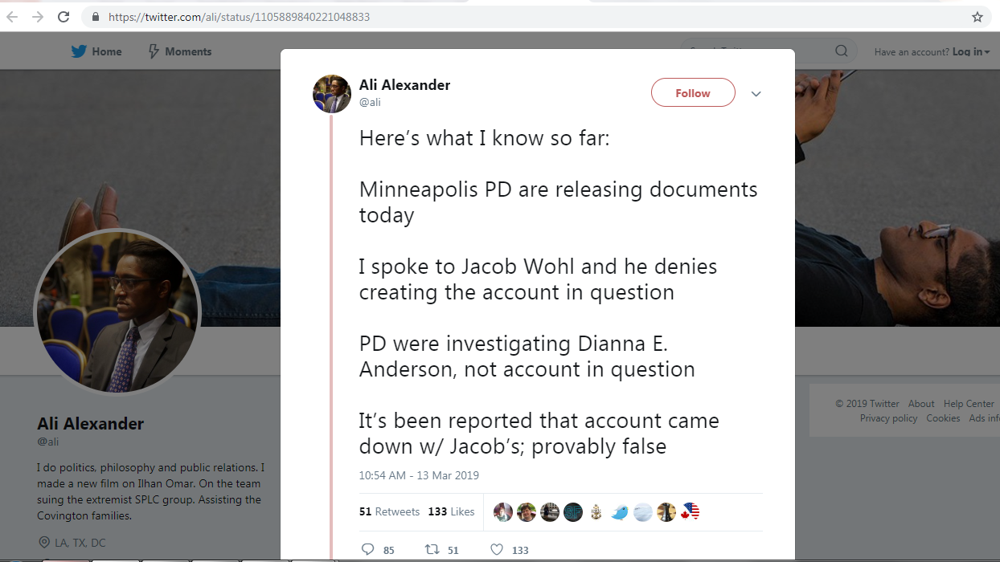 https://twitter.com/ali/status/1105889840221048833
Home Moments
Have an account? Log in
Ali Alexander
@ali
Follow
Here's what I know so far:
Minneapolis PD are releasing documents
today
I spoke to Jacob Wohl and he denies
creating the account in question
PD were investigating Dianna E.
Anderson, not account in question
It's been reported that account came
down w/ Jacob's; provably false
10:54 AM - 13 Mar 2019
51 Retweets 133 Likes
85 51 133
Ali Alexander
@ali
I do politics, philosophy and public relations. I
made a new film on Ilhan Omar. On the team
suing the extremist SPLC group. Assisting the
Covington families.
LA, TX, DC
© 2019 Twitter About Help Center
Privacy policy Cookies Ads